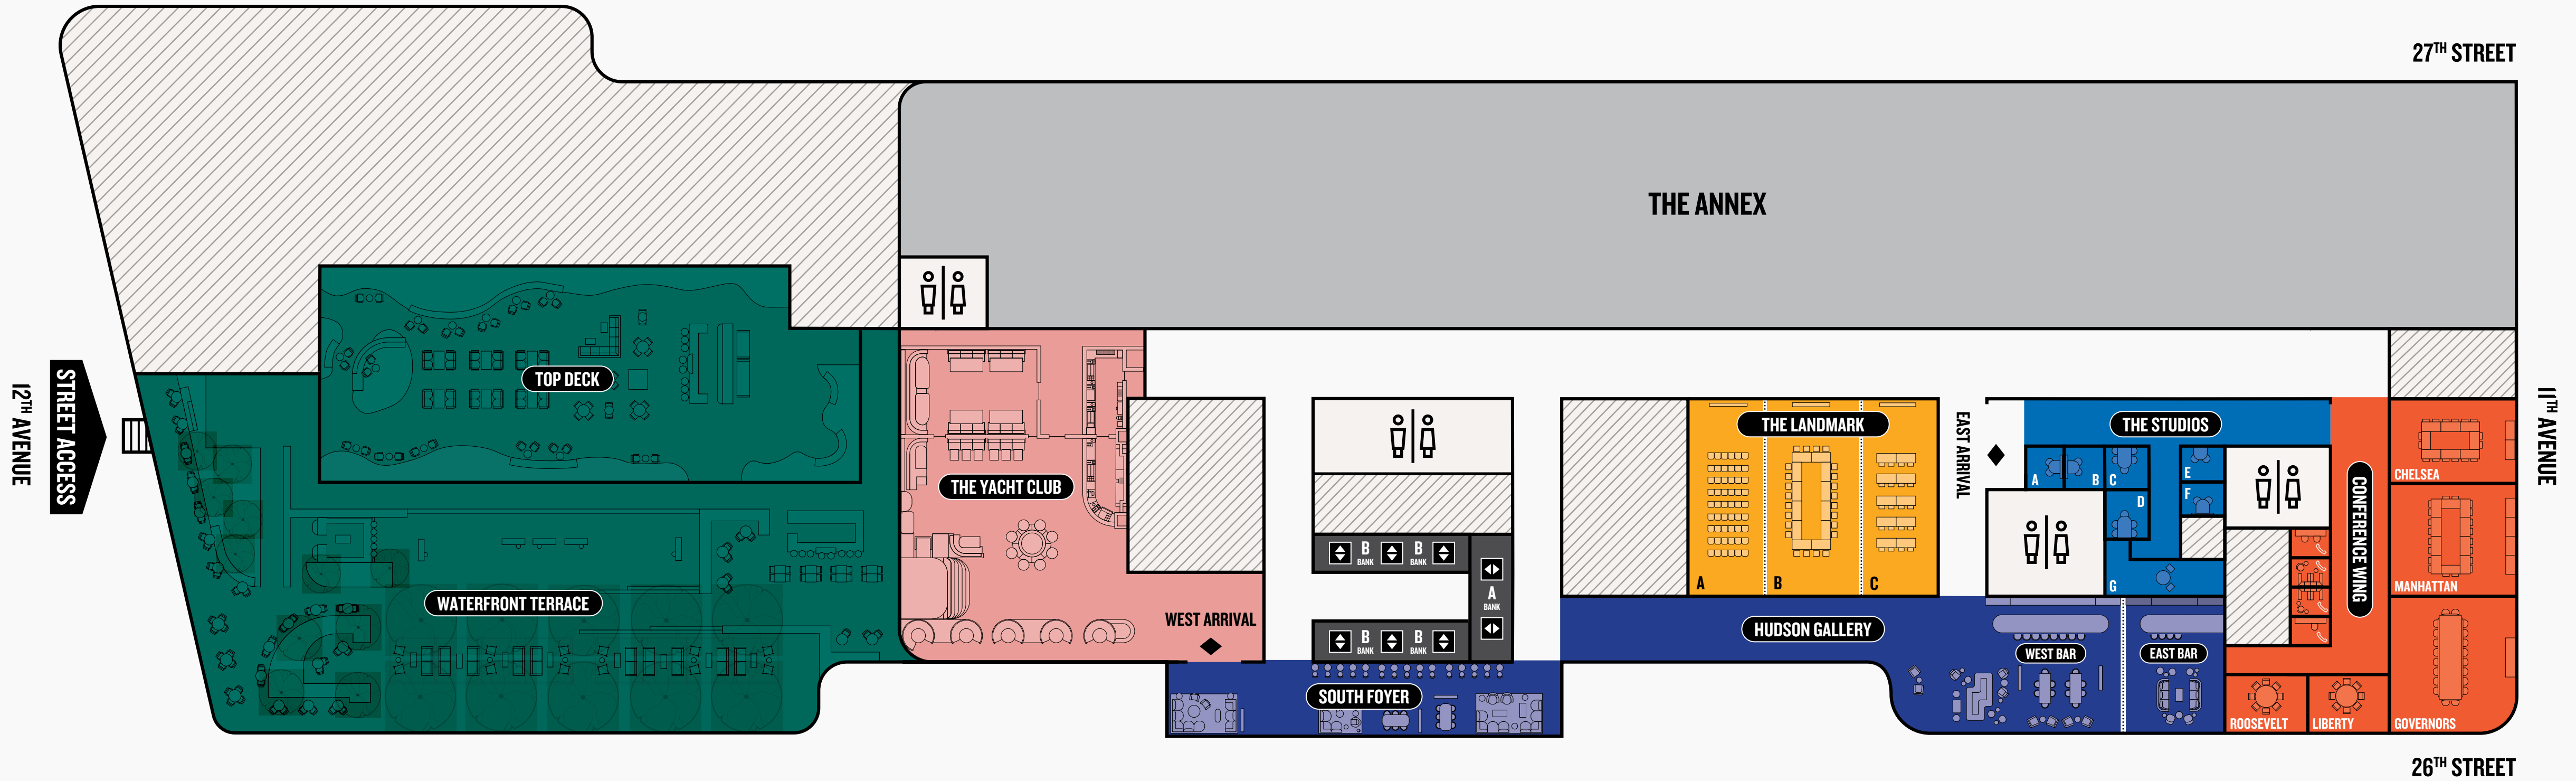 27TH STREET
THE ANNEX
TOP DECK
STREET ACCESS
12TH AVENUE
11TH AVENUE
THE YACHT CLUB
WATERFRONT TERRACE
WEST ARRIVAL
B
BANK
B
BANK
A
BANK
B
BANK
B
BANK
SOUTH FOYER
THE LANDMARK
A
B
C
EAST ARRIVAL
HUDSON GALLERY
THE STUDIOS
A
B
C
D
E
F
G
WEST BAR
EAST BAR
CONFERENCE WING
CHELSEA
MANHATTAN
ROOSEVELT
LIBERTY
GOVERNORS
26TH STREET